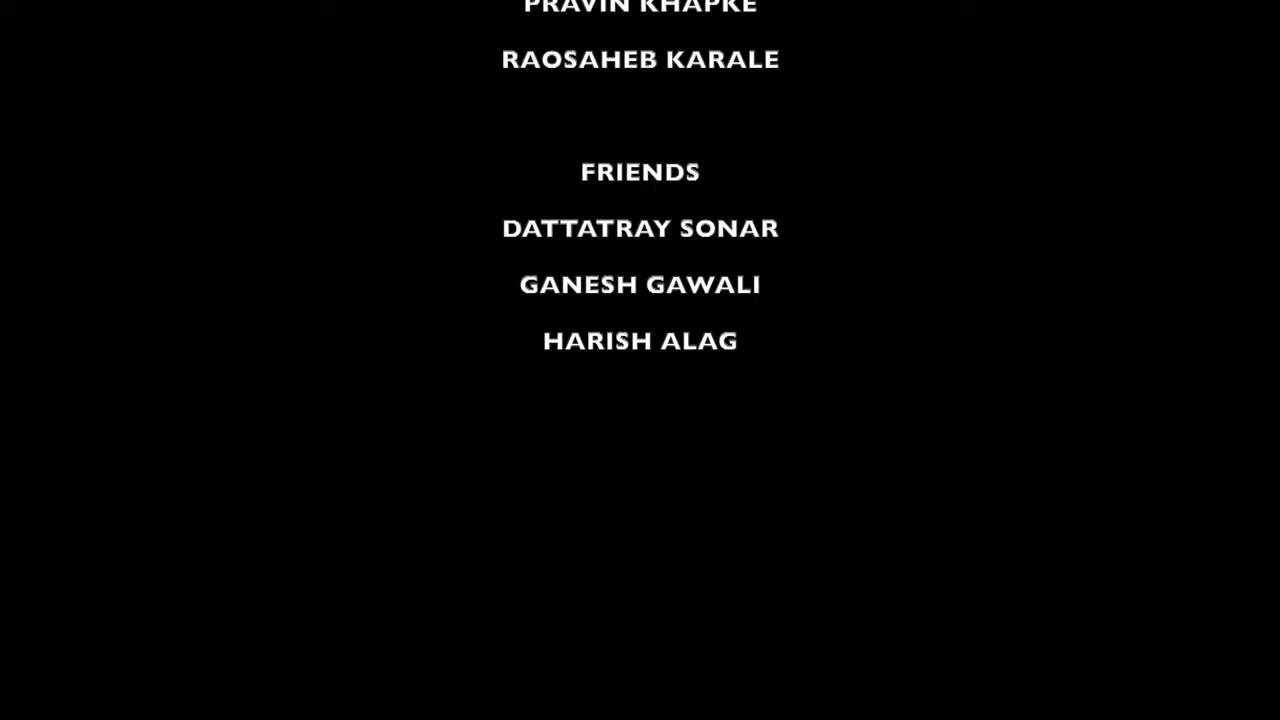 PRAVIN KHAPKE
RAOSAHEB KARALE
FRIENDS
DATTATRAY SONAR
GANESH GAWALI
HARISH ALAG